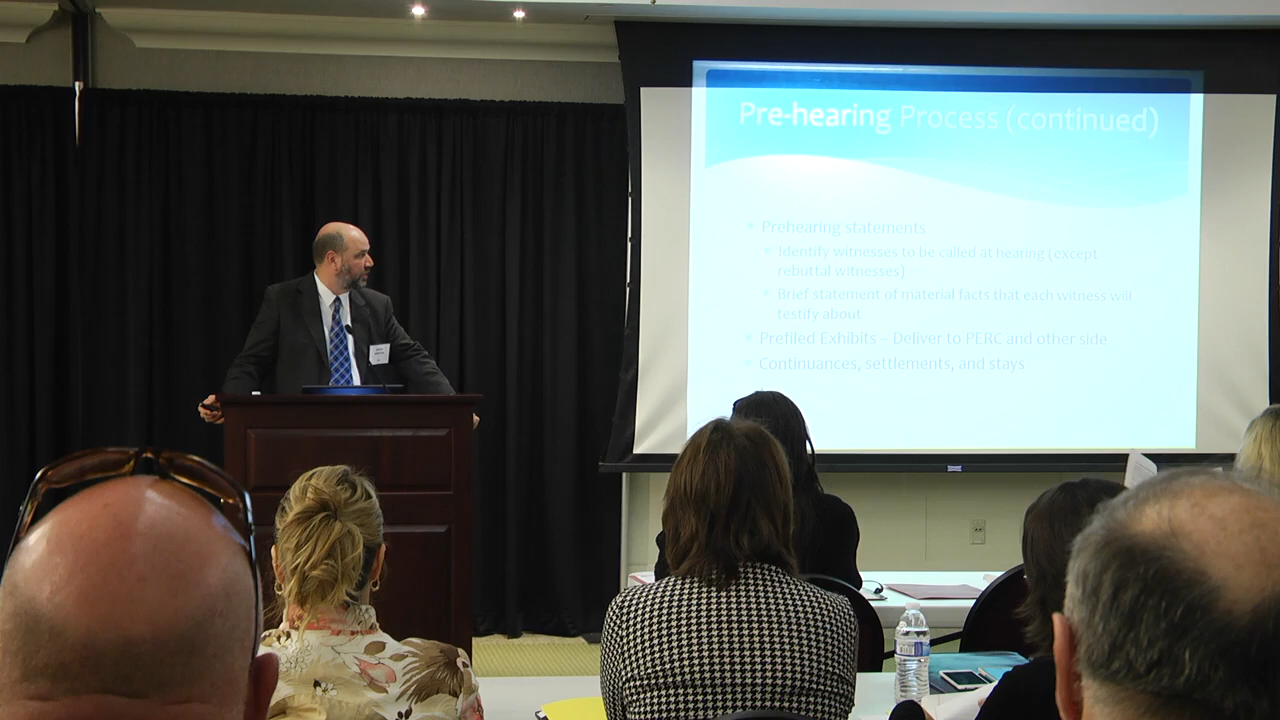 Pre-hearing Process (continued)
Prehearing statements
Identify witnesses to be called at hearing (except
rebuttal witnesses)
Brief statement of material facts that each witness will
testify about
Prefiled Exhibits – Deliver to PERC and other side
Continuances, settlements, and stays